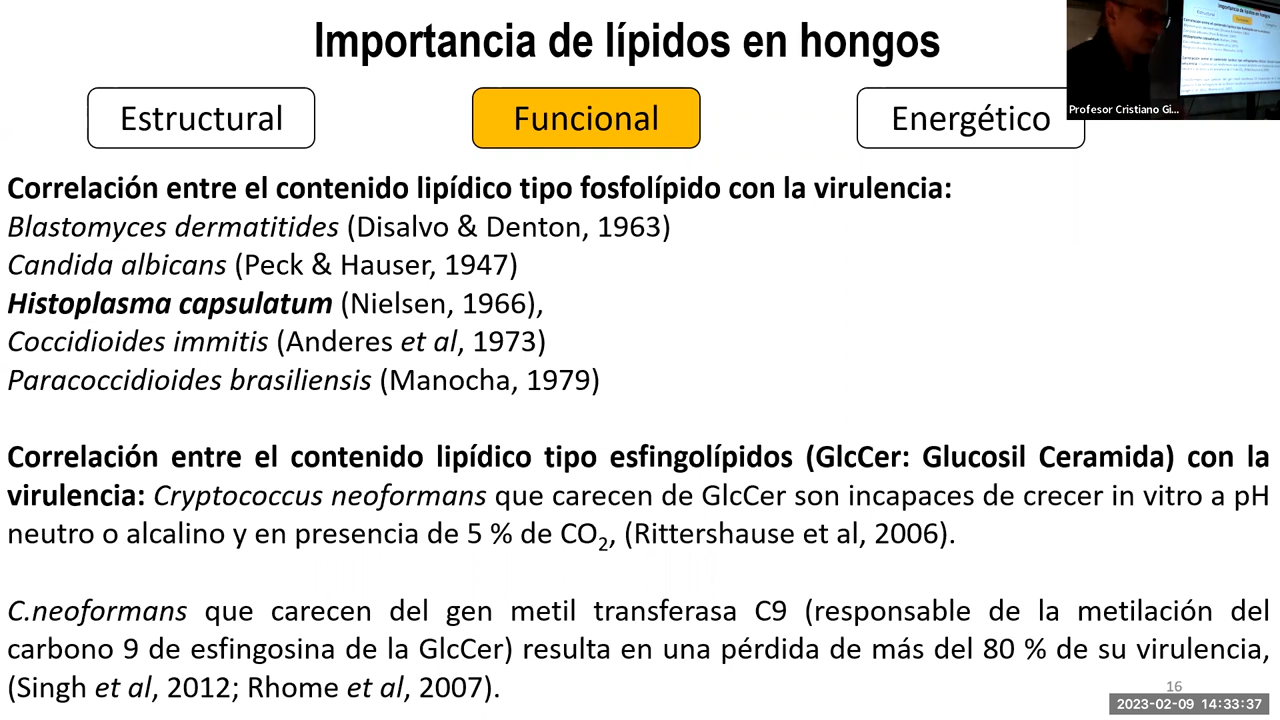 Importancia de lípidos en hongos
Estructural
Funcional
Energético
Profesor Cristiano Gi...
Correlación entre el contenido lipídico tipo fosfolípido con la virulencia:
Blastomyces dermatitides (Disalvo & Denton, 1963)
Candida albicans (Peck & Hauser, 1947)
Histoplasma capsulatum (Nielsen, 1966),
Coccidioides immitis (Anderes et al, 1973)
Paracoccidioides brasiliensis (Manocha, 1979)
Correlación entre el contenido lipídico tipo esfingolípidos (GlcCer: Glucosil Ceramida) con la
virulencia: Cryptococcus neoformans que carecen de GlcCer son incapaces de crecer in vitro a pH
neutro o alcalino y en presencia de 5 % de CO2, (Rittershause et al, 2006).
C.neoformans que carecen del gen metil transferasa C9 (responsable de la metilación del
carbono 9 de esfingosina de la GlcCer) resulta en una pérdida de más del 80 % de su virulencia,
(Singh et al, 2012; Rhome et al, 2007).
16
2023-02-09 14:33:37